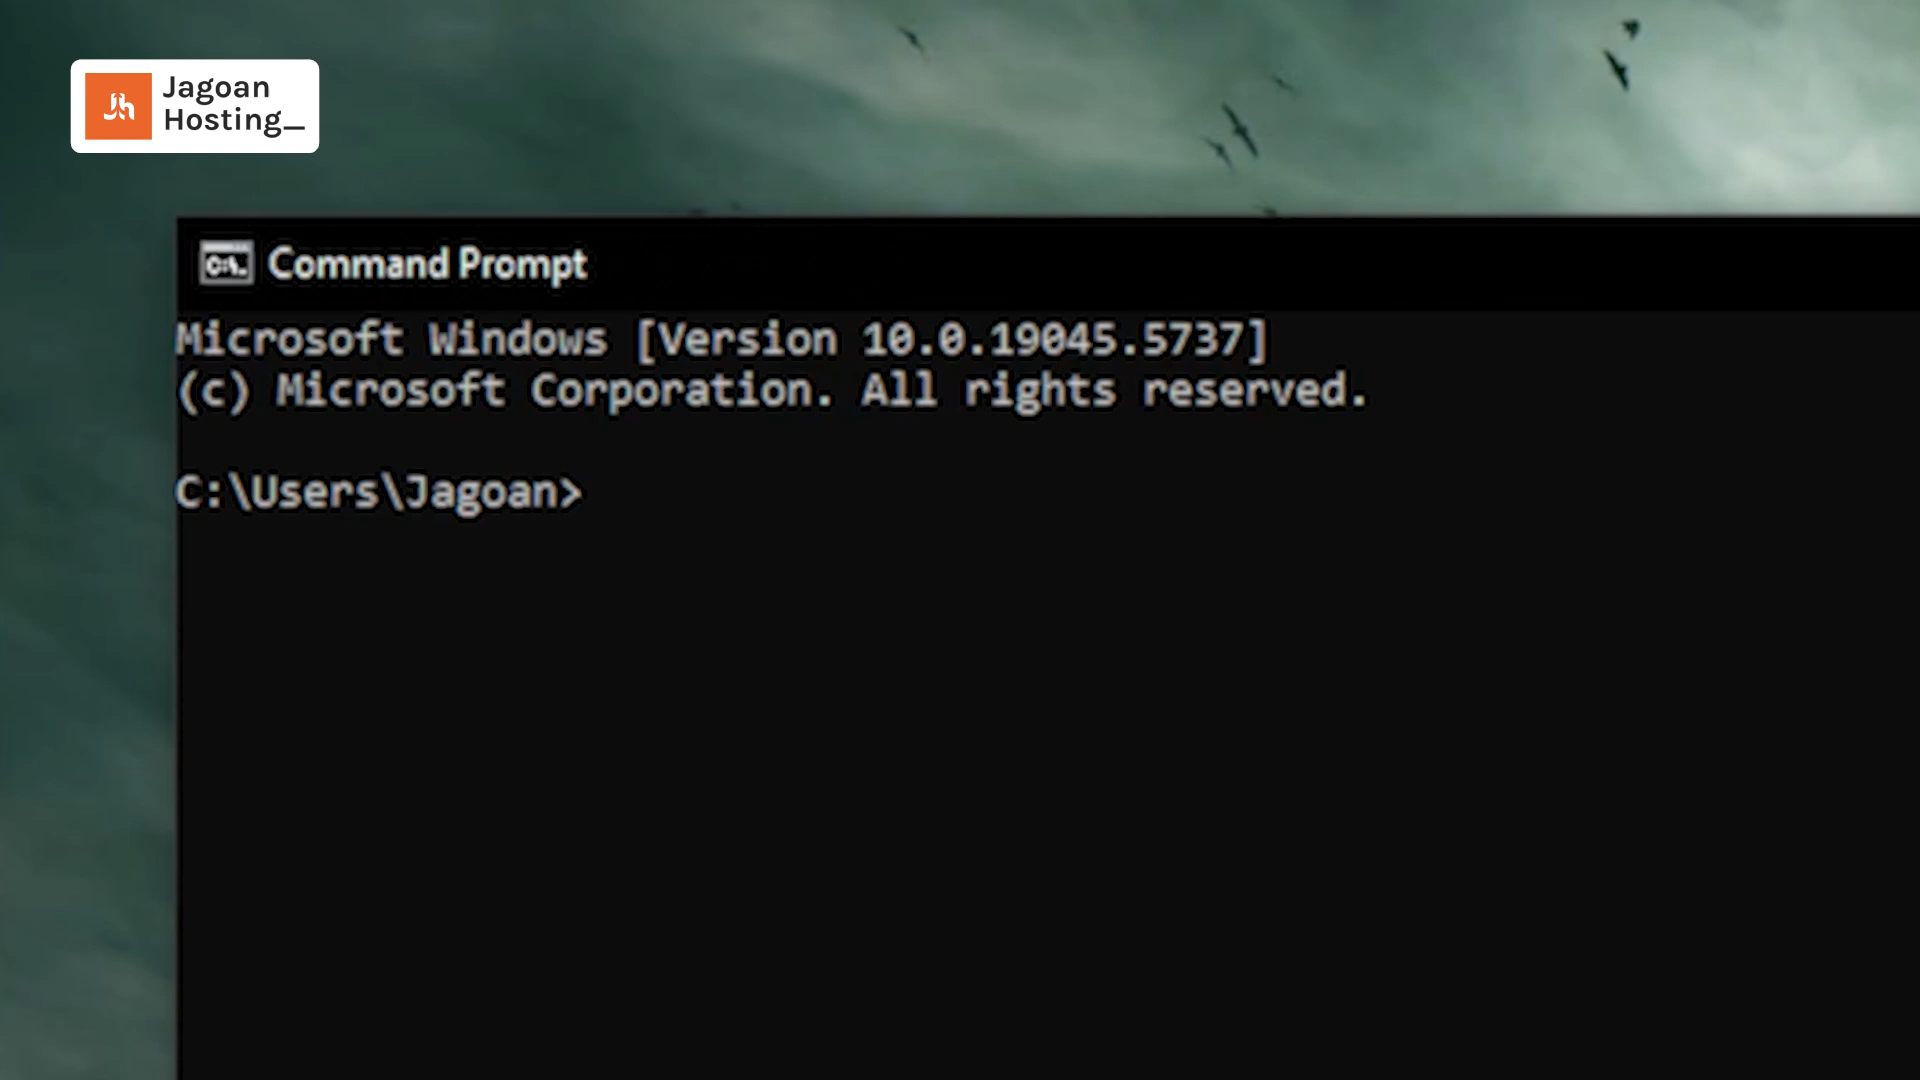 Jagoan
Hosting_
Command Prompt
Microsoft Windows [Version 10.0.19045.5737]
(c) Microsoft Corporation. All rights reserved.
C:\Users\Jagoan>